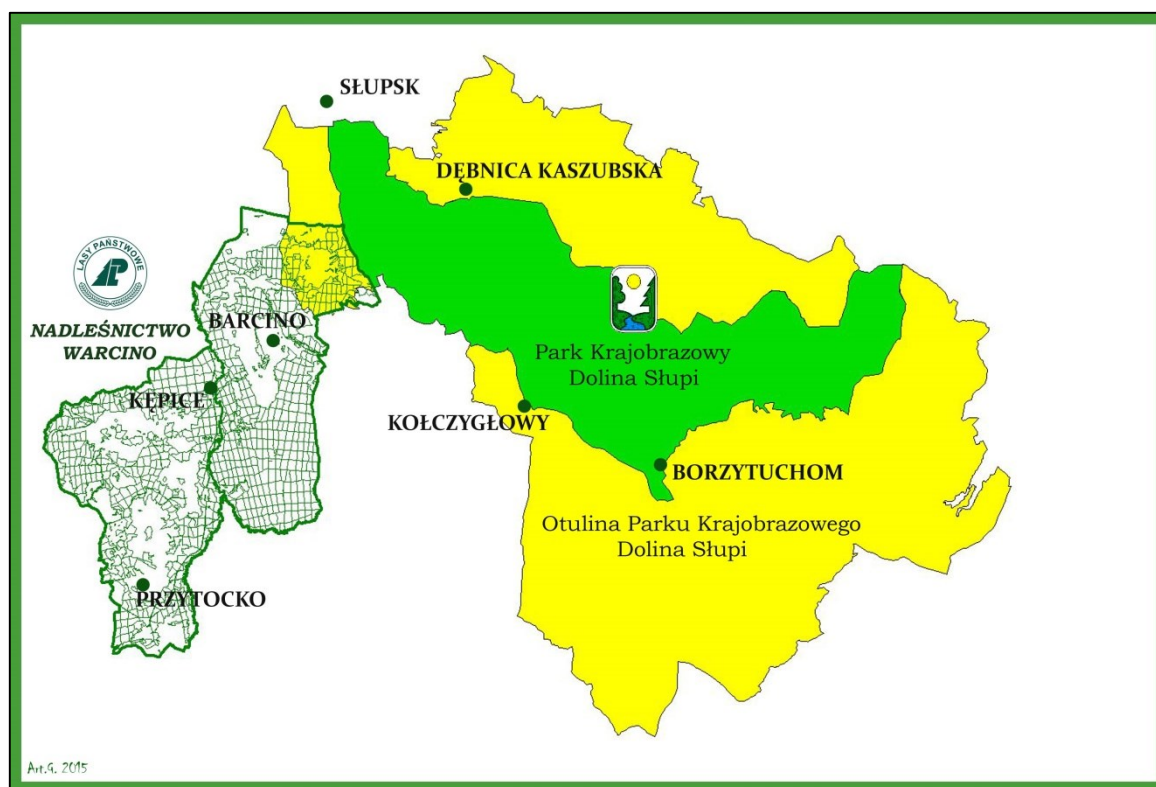 SŁUPSK
DĘBNICA KASZUBSKA
LASY PAŃSTWOWE
LP
NADLEŚNICTWO
WARCINO
BARCINO
Park Krajobrazowy
Dolina Słupi
KĘPICE
KOŁCZYGŁOWY
BORZYTUCHOM
Otulina Parku Krajobrazowego
Dolina Słupi
PRZYTOCKO
Art.G. 2015